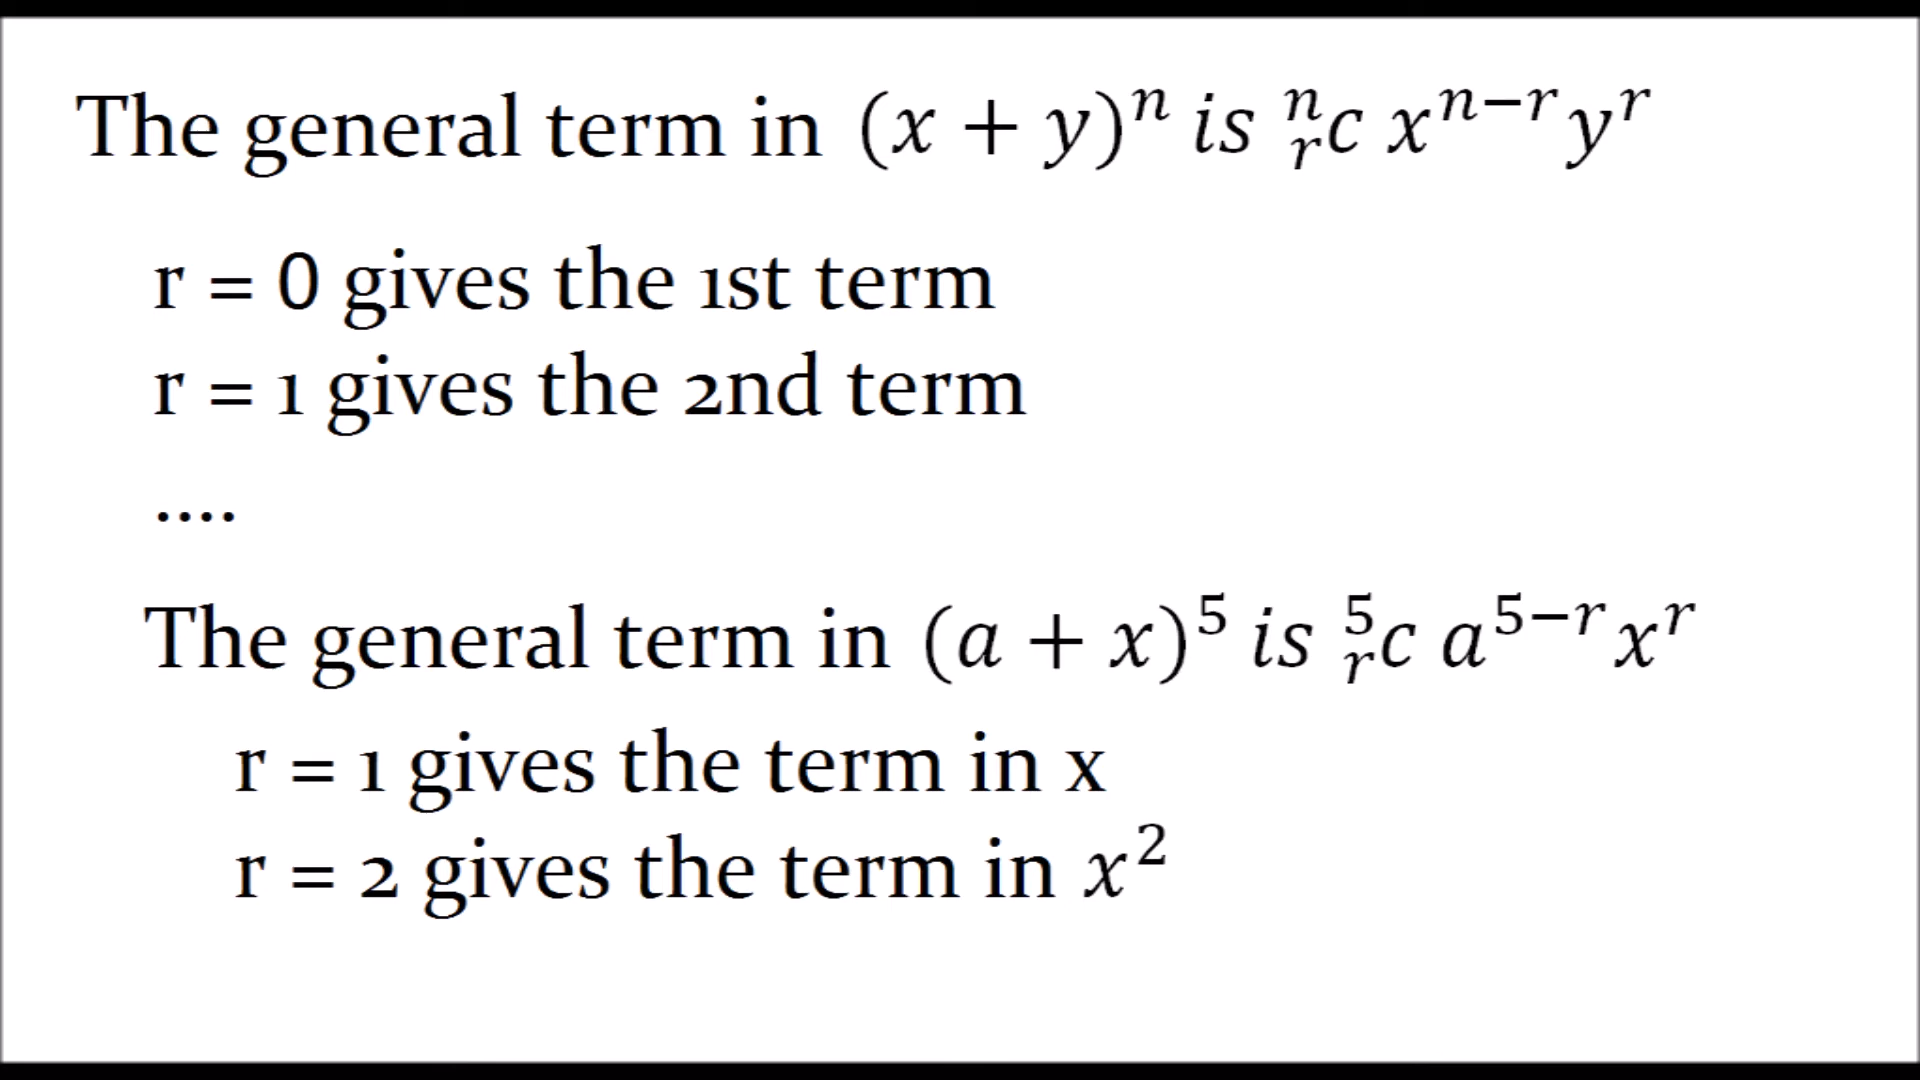 The general term in (x + y)ⁿ is ⁿᵣc xⁿ⁻ʳyʳ
r = 0 gives the 1st term
r = 1 gives the 2nd term
....
The general term in (a + x)⁵ is ⁵ᵣc a⁵⁻ʳxʳ
r = 1 gives the term in x
r = 2 gives the term in x²